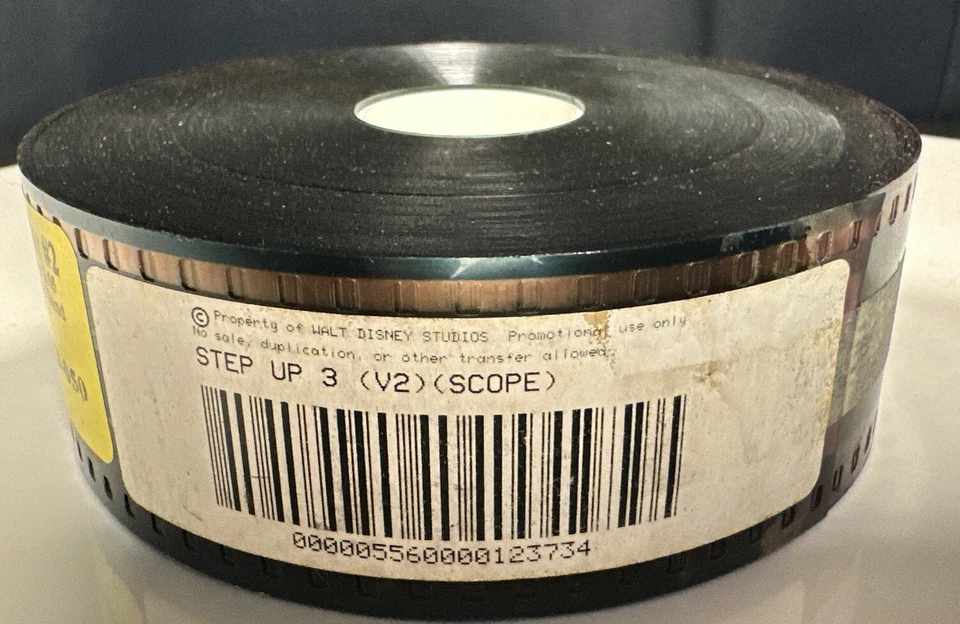 © Property of WALT DISNEY STUDIOS Promotional use only
No sale, duplication, or other transfer allowed.
STEP UP 3 (V2)(SCOPE)
0000055600000123734